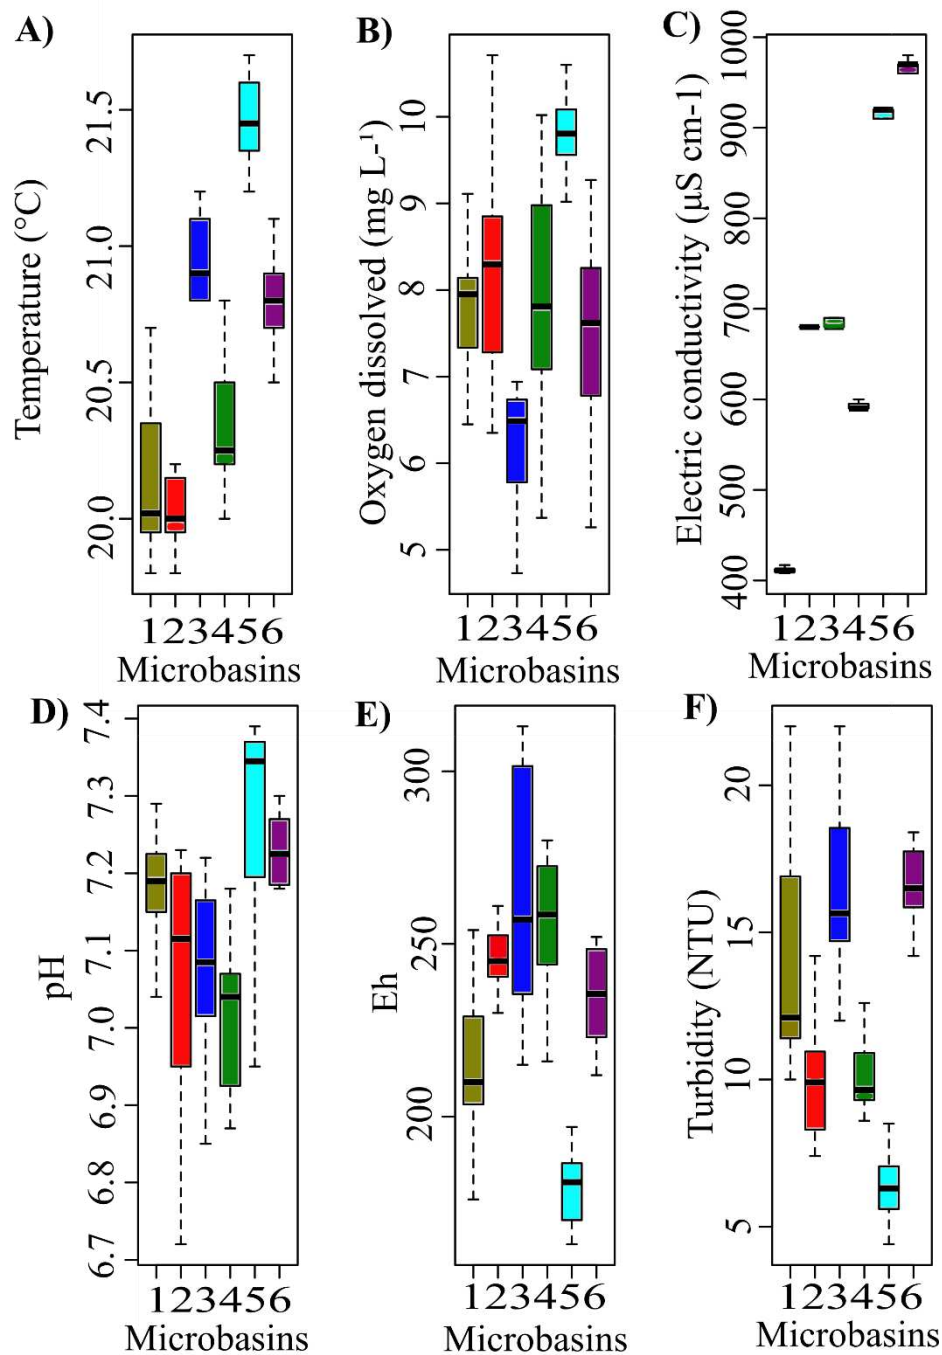 A)
Temperature (°C)
21.5
21.0
20.5
20.0
123456
Microbasins
B)
Oxygen dissolved (mg L-¹)
10
9
8
7
6
5
123456
Microbasins
C)
Electric conductivity (µS cm-1)
1000
900
800
700
600
400
123456
Microbasins
D)
pH
7.4
7.3
7.2
7.1
7.0
6.9
6.8
6.7
123456
Microbasins
E)
Eh
300
250
200
123456
Microbasins
F)
Turbidity (NTU)
20
15
10
5
123456
Microbasins